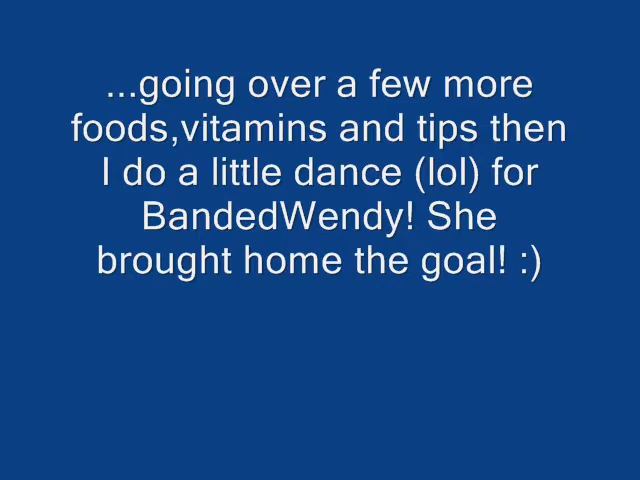 ...going over a few more
foods,vitamins and tips then
I do a little dance (lol) for
BandedWendy! She
brought home the goal! :)